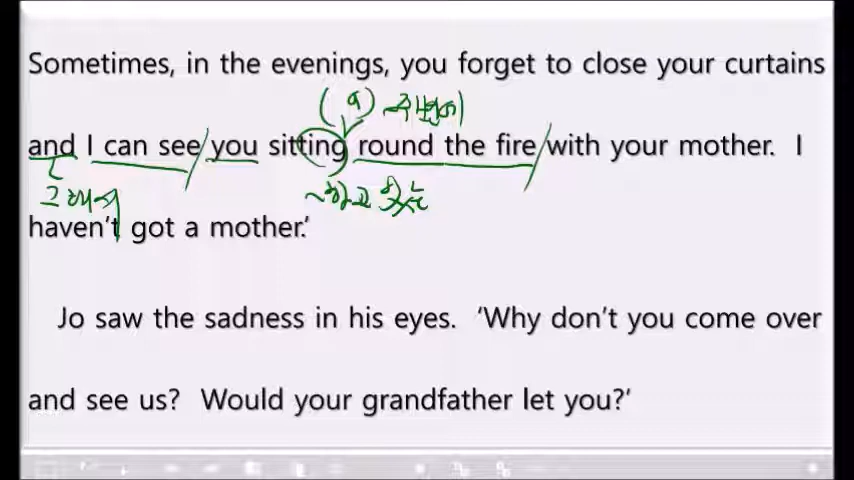 Sometimes, in the evenings, you forget to close your curtains
(a) ~주변에
and I can see/ you sitting round the fire/ with your mother. I
그래서 ~하고 있는
haven't got a mother.'
Jo saw the sadness in his eyes. 'Why don't you come over
and see us? Would your grandfather let you?'